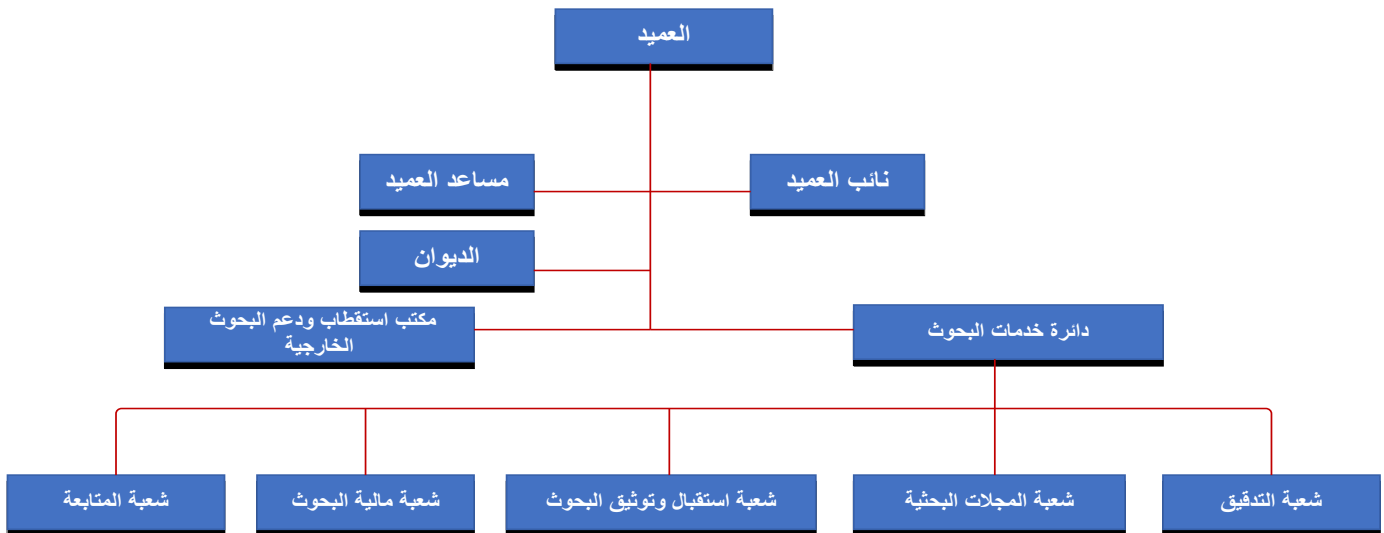 العميد
نائب العميد
مساعد العميد
الديوان
دائرة خدمات البحوث
مكتب استقطاب ودعم البحوث
الخارجية
شعبة التدقيق
شعبة المجلات البحثية
شعبة استقبال وتوثيق البحوث
شعبة مالية البحوث
شعبة المتابعة